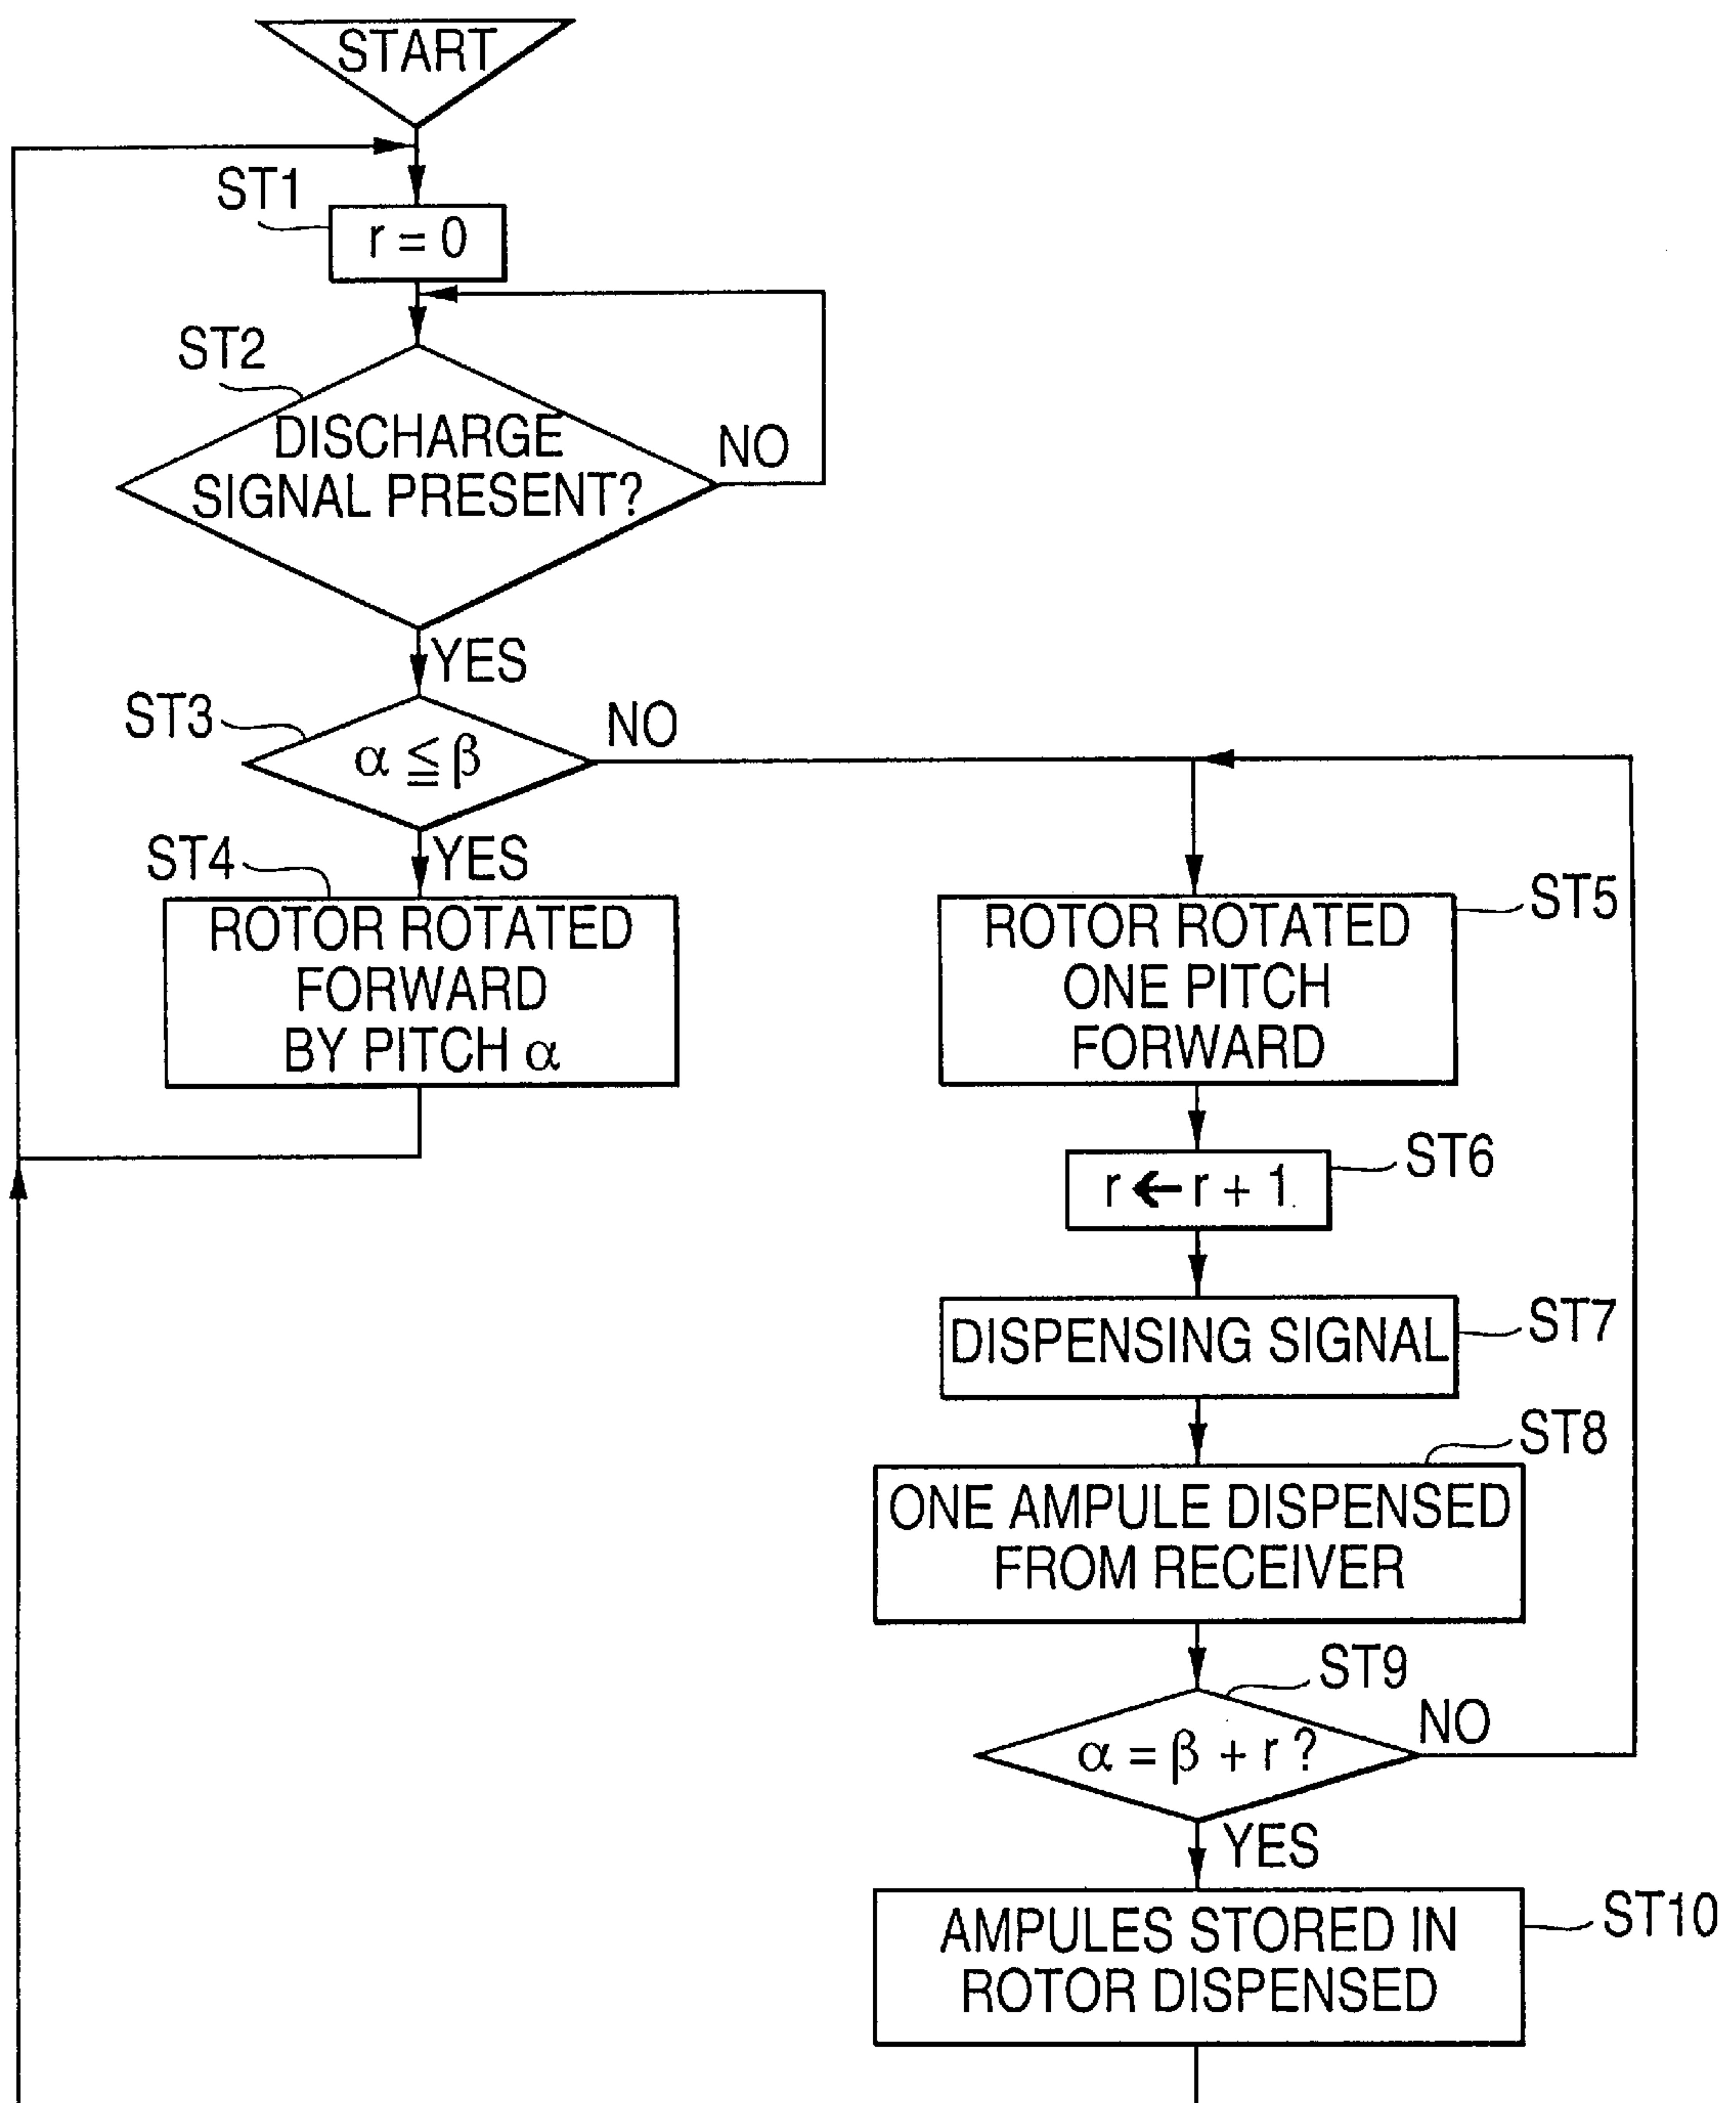 START
ST1
r = 0
ST2
DISCHARGE
SIGNAL PRESENT?
NO
YES
ST3
α ≦ β
NO
YES
ST4
ROTOR ROTATED
FORWARD
BY PITCH α
ST5
ROTOR ROTATED
ONE PITCH
FORWARD
ST6
r ← r + 1
ST7
DISPENSING SIGNAL
ST8
ONE AMPULE DISPENSED
FROM RECEIVER
ST9
α = β + r ?
NO
YES
ST10
AMPULES STORED IN
ROTOR DISPENSED